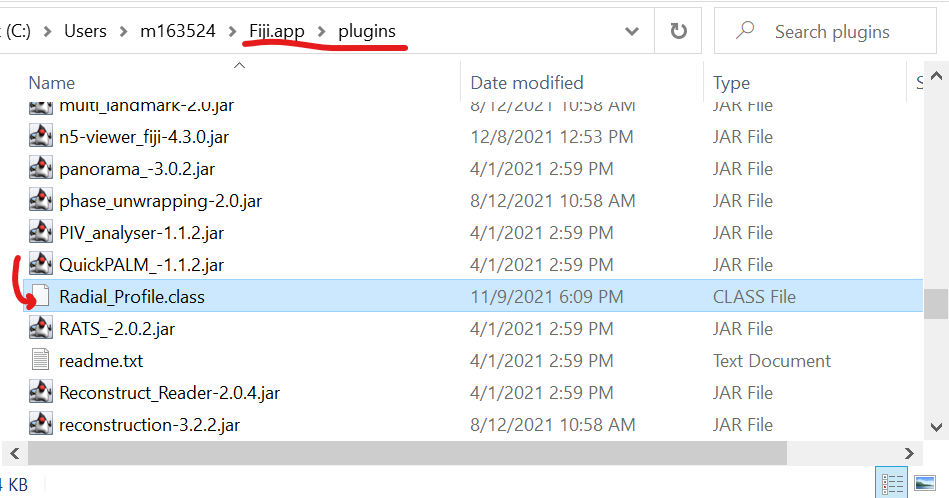 (C:) > Users > m163524 > Fiji.app > plugins Search plugins
Name Date modified Type
multi_landmark-2.0.jar 8/12/2021 10:58 AM JAR File
n5-viewer_fiji-4.3.0.jar 12/8/2021 12:53 PM JAR File
panorama_-3.0.2.jar 4/1/2021 2:59 PM JAR File
phase_unwrapping-2.0.jar 8/12/2021 10:58 AM JAR File
PIV_analyser-1.1.2.jar 4/1/2021 2:59 PM JAR File
QuickPALM_-1.1.2.jar 4/1/2021 2:59 PM JAR File
Radial_Profile.class 11/9/2021 6:09 PM CLASS File
RATS_-2.0.2.jar 4/1/2021 2:59 PM JAR File
readme.txt 4/1/2021 2:59 PM Text Document
Reconstruct_Reader-2.0.4.jar 4/1/2021 2:59 PM JAR File
reconstruction-3.2.2.jar 8/12/2021 10:58 AM JAR File
KB